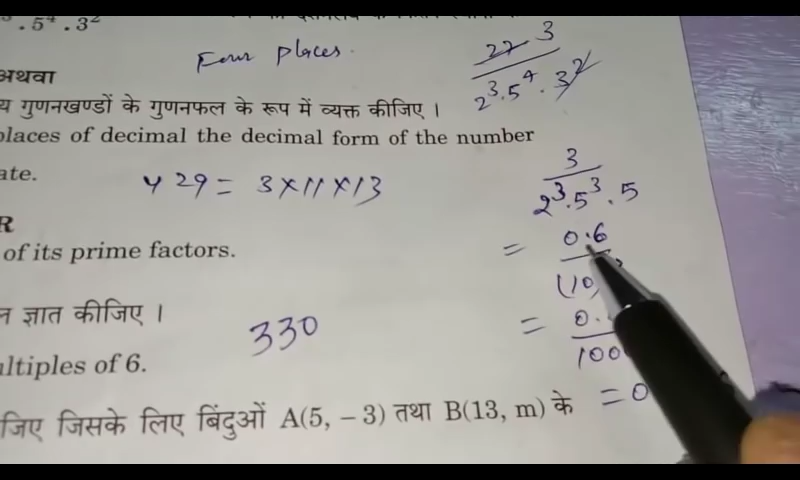 . 5⁴ . 3²
Four places.
27 3
2³.5⁴ . 3²
अथवा
गुणनखण्डों के गुणनफल के रूप में व्यक्त कीजिए ।
places of decimal the decimal form of the number
ate.
429 = 3×11×13
3
2³.5³ . 5
R
of its prime factors.
= 0.6
(10)
न ज्ञात कीजिए ।
330
= 0.
100
ultiples of 6.
जिए जिसके लिए बिंदुओं A(5, – 3) तथा B(13, m) के
= 0